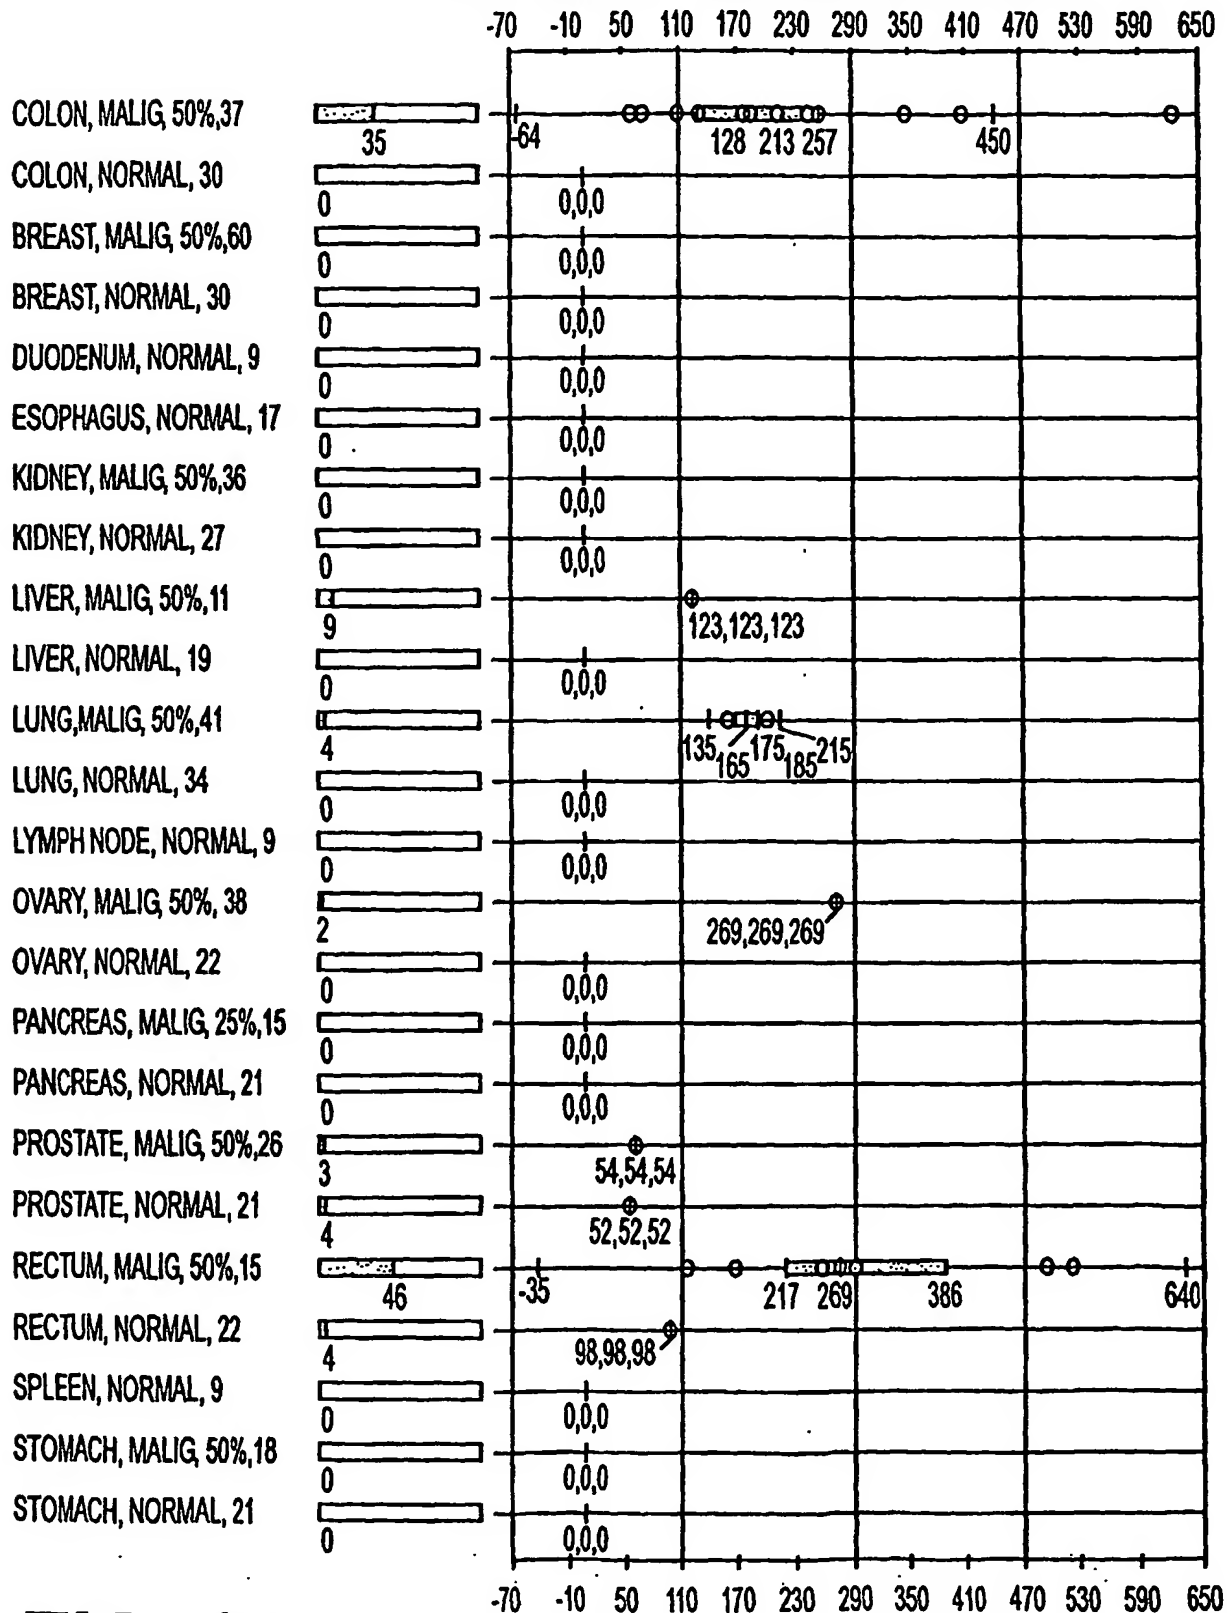 -70 -10 50 110 170 230 290 350 410 470 530 590 650
COLON, MALIG, 50%,37
35 -64 128 213 257 450
COLON, NORMAL, 30
0 0,0,0
BREAST, MALIG, 50%,60
0 0,0,0
BREAST, NORMAL, 30
0 0,0,0
DUODENUM, NORMAL, 9
0 0,0,0
ESOPHAGUS, NORMAL, 17
0 0,0,0
KIDNEY, MALIG, 50%,36
0 0,0,0
KIDNEY, NORMAL, 27
0 0,0,0
LIVER, MALIG, 50%,11
9 123,123,123
LIVER, NORMAL, 19
0 0,0,0
LUNG,MALIG, 50%,41
4 135 165 175 185 215
LUNG, NORMAL, 34
0 0,0,0
LYMPH NODE, NORMAL, 9
0 0,0,0
OVARY, MALIG, 50%, 38
2 269,269,269
OVARY, NORMAL, 22
0 0,0,0
PANCREAS, MALIG, 25%,15
0 0,0,0
PANCREAS, NORMAL, 21
0 0,0,0
PROSTATE, MALIG, 50%,26
3 54,54,54
PROSTATE, NORMAL, 21
4 52,52,52
RECTUM, MALIG, 50%,15
46 -35 217 269 386 640
RECTUM, NORMAL, 22
4 98,98,98
SPLEEN, NORMAL, 9
0 0,0,0
STOMACH, MALIG, 50%,18
0 0,0,0
STOMACH, NORMAL, 21
0 0,0,0
-70 -10 50 110 170 230 290 350 410 470 530 590 650